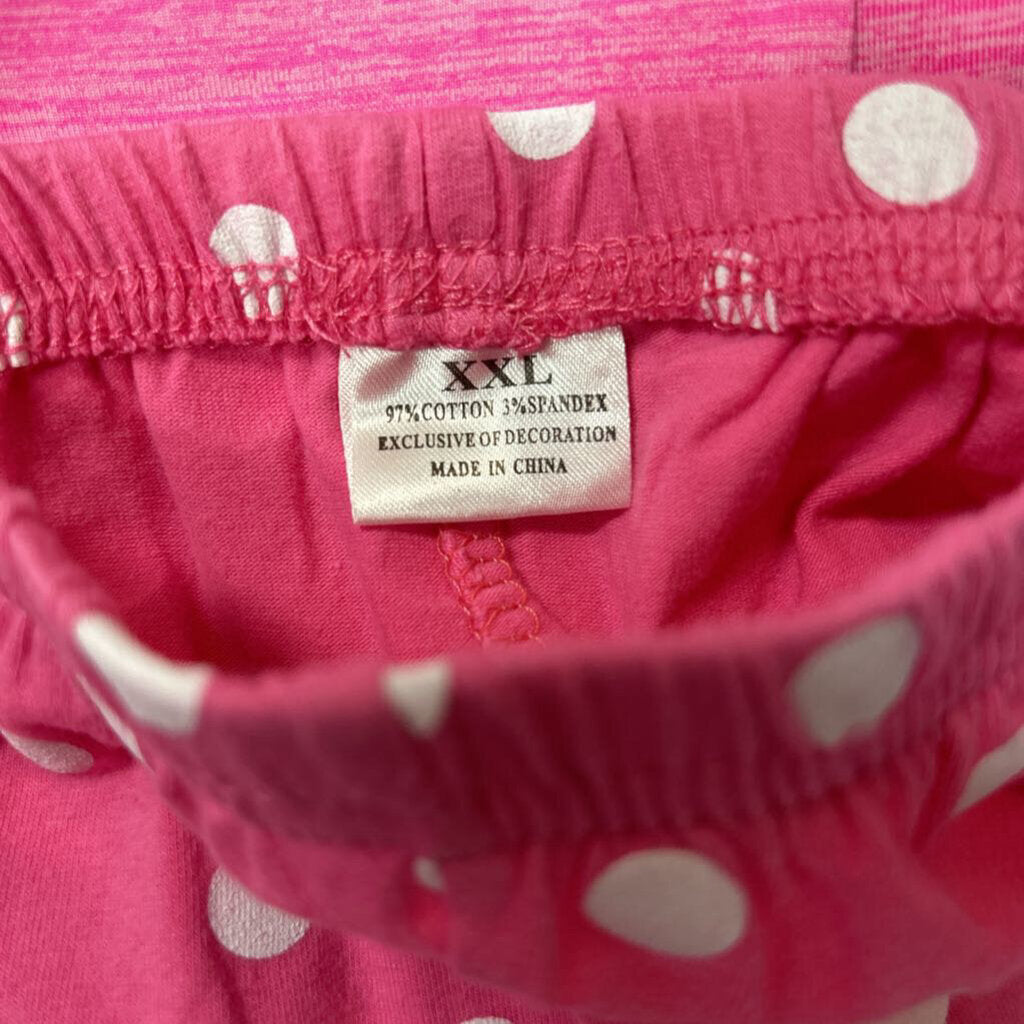 XXL
97%COTTON 3%SPANDEX
EXCLUSIVE OF DECORATION
MADE IN CHINA